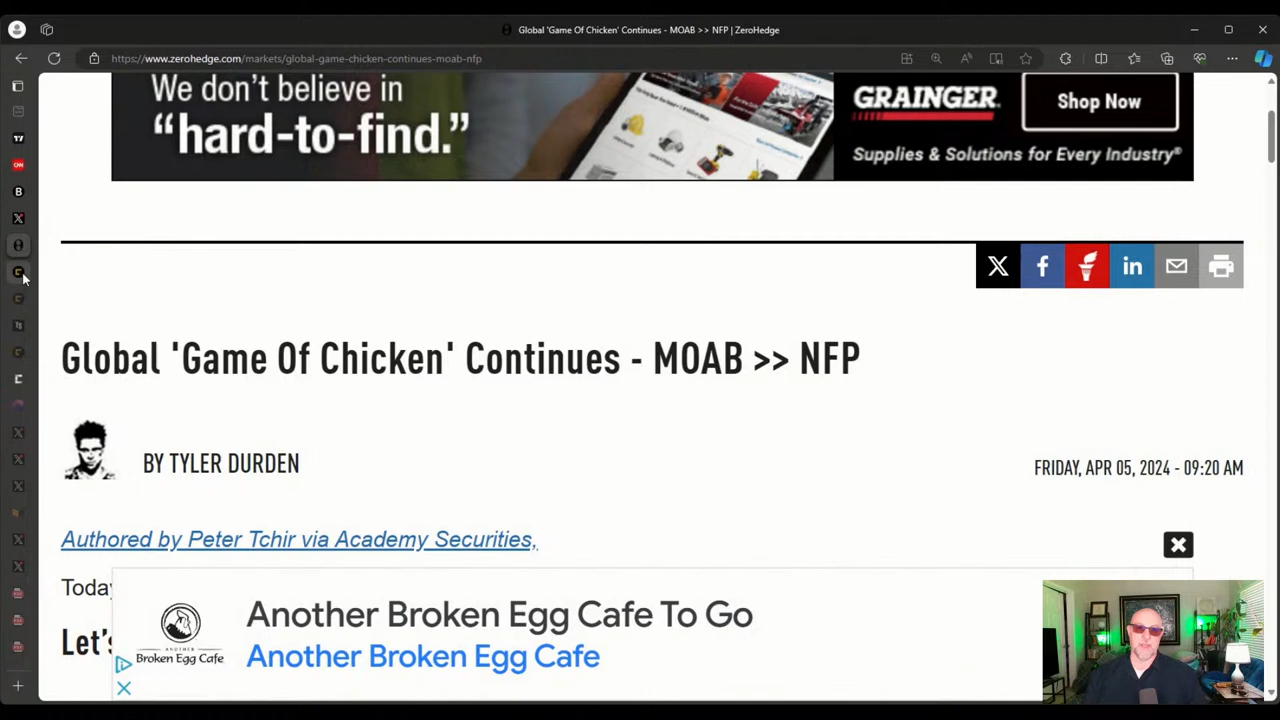 Global 'Game Of Chicken' Continues - MOAB >> NFP | ZeroHedge
https://www.zerohedge.com/markets/global-game-chicken-continues-moab-nfp
We don't believe in
"hard-to-find."
GRAINGER®
Shop Now
Supplies & Solutions for Every Industry®
Global 'Game Of Chicken' Continues - MOAB >> NFP
BY TYLER DURDEN
FRIDAY, APR 05, 2024 - 09:20 AM
Authored by Peter Tchir via Academy Securities,
Today
Let's
Another Broken Egg Cafe To Go
Another Broken Egg Cafe
ANOTHER
Broken Egg Cafe